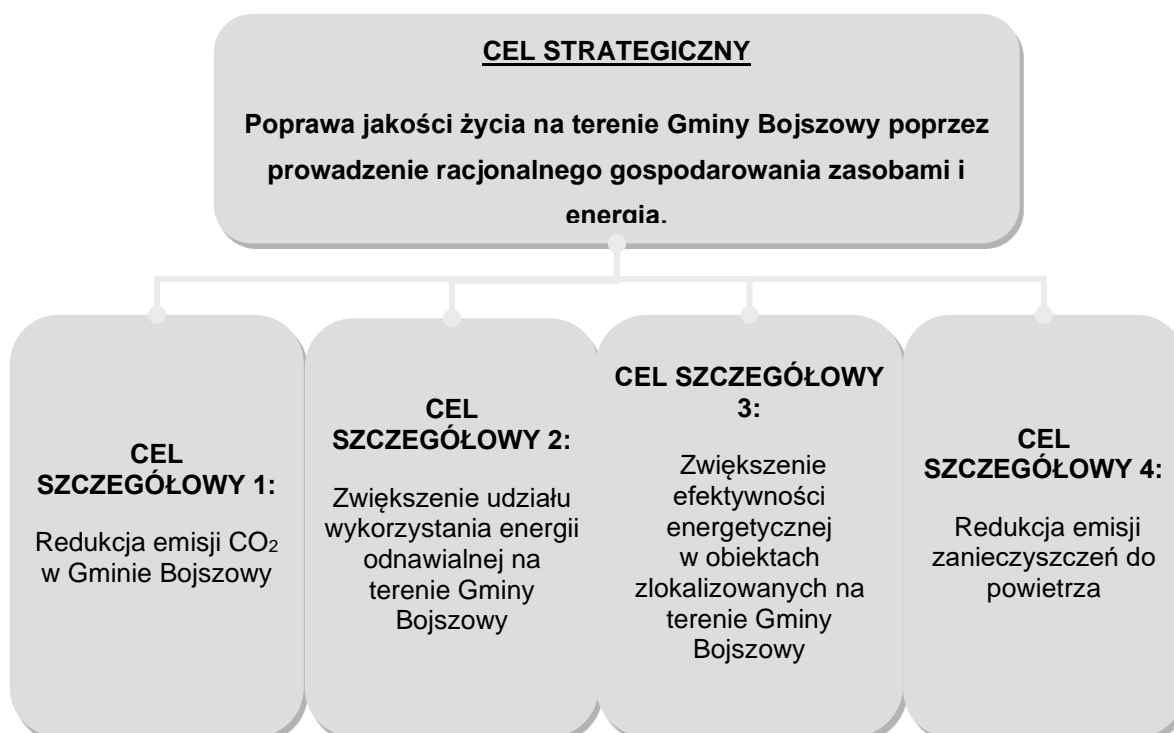 CEL STRATEGICZNY
Poprawa jakości życia na terenie Gminy Bojszowy poprzez
prowadzenie racjonalnego gospodarowania zasobami i
energią.
CEL
SZCZEGÓŁOWY 1:
Redukcja emisji CO₂
w Gminie Bojszowy
CEL
SZCZEGÓŁOWY 2:
Zwiększenie udziału
wykorzystania energii
odnawialnej na
terenie Gminy
Bojszowy
CEL SZCZEGÓŁOWY
3:
Zwiększenie
efektywności
energetycznej
w obiektach
zlokalizowanych na
terenie Gminy
Bojszowy
CEL
SZCZEGÓŁOWY 4:
Redukcja emisji
zanieczyszczeń do
powietrza